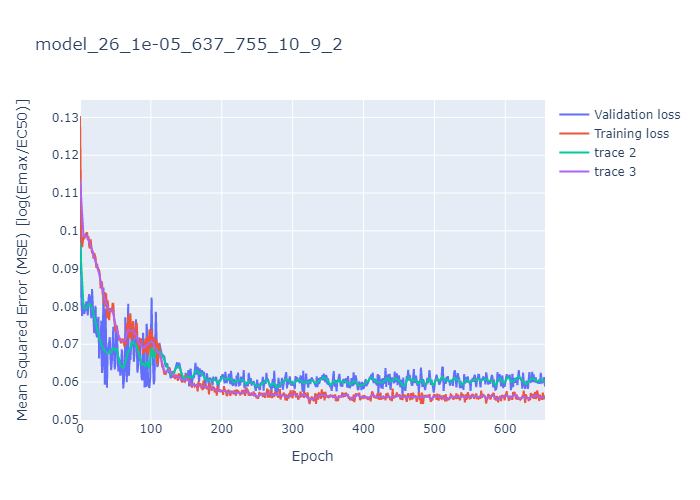 model_26_1e-05_637_755_10_9_2
Mean Squared Error (MSE) [log(Emax/EC50)]
0.13
0.12
0.11
0.1
0.09
0.08
0.07
0.06
0.05
0
100
200
300
400
500
600
Epoch
Validation loss
Training loss
trace 2
trace 3